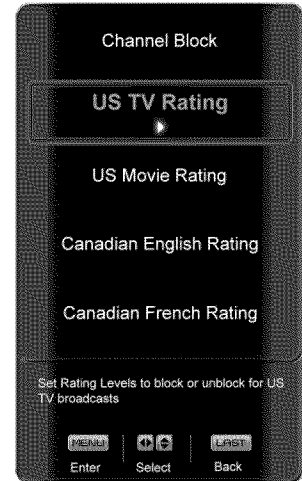 Channel Block
US TV Rating
US Movie Rating
Canadian English Rating
Canadian French Rating
Set Rating Levels to block or unblock for US
TV broadcasts
MENU LAST
Enter Select Back